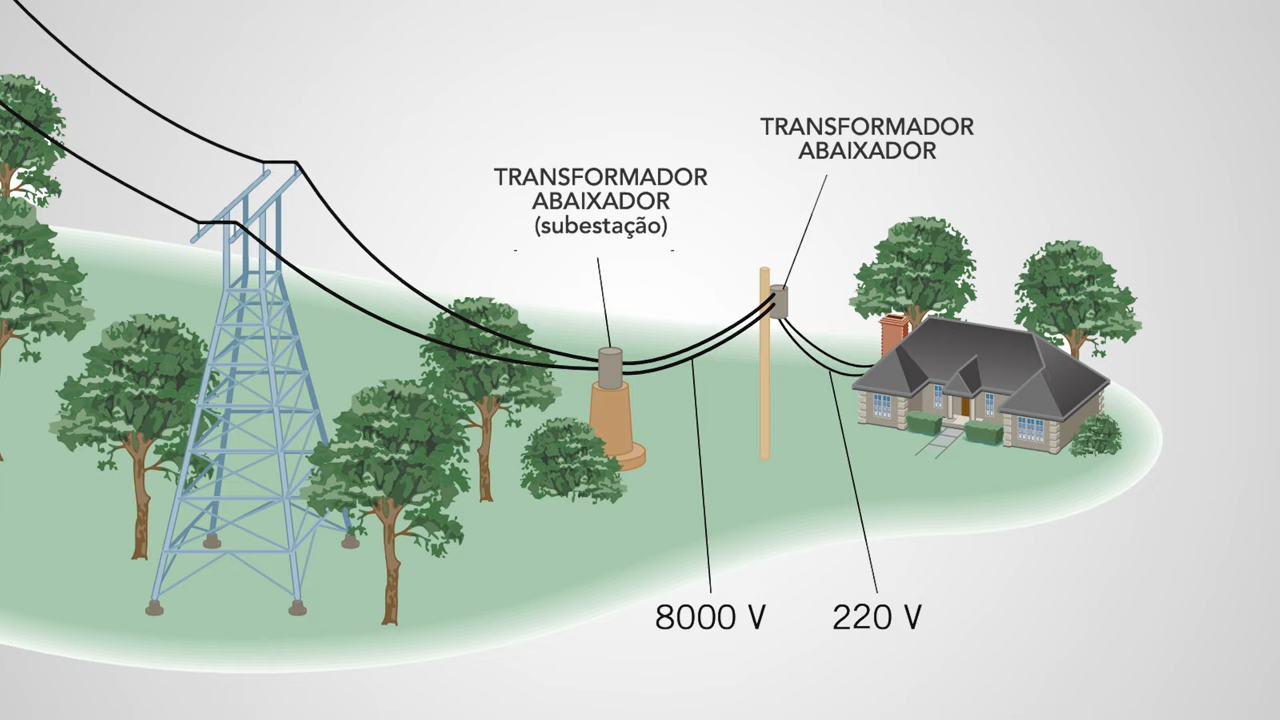 TRANSFORMADOR
ABAIXADOR
(subestação)
TRANSFORMADOR
ABAIXADOR
8000 V
220 V